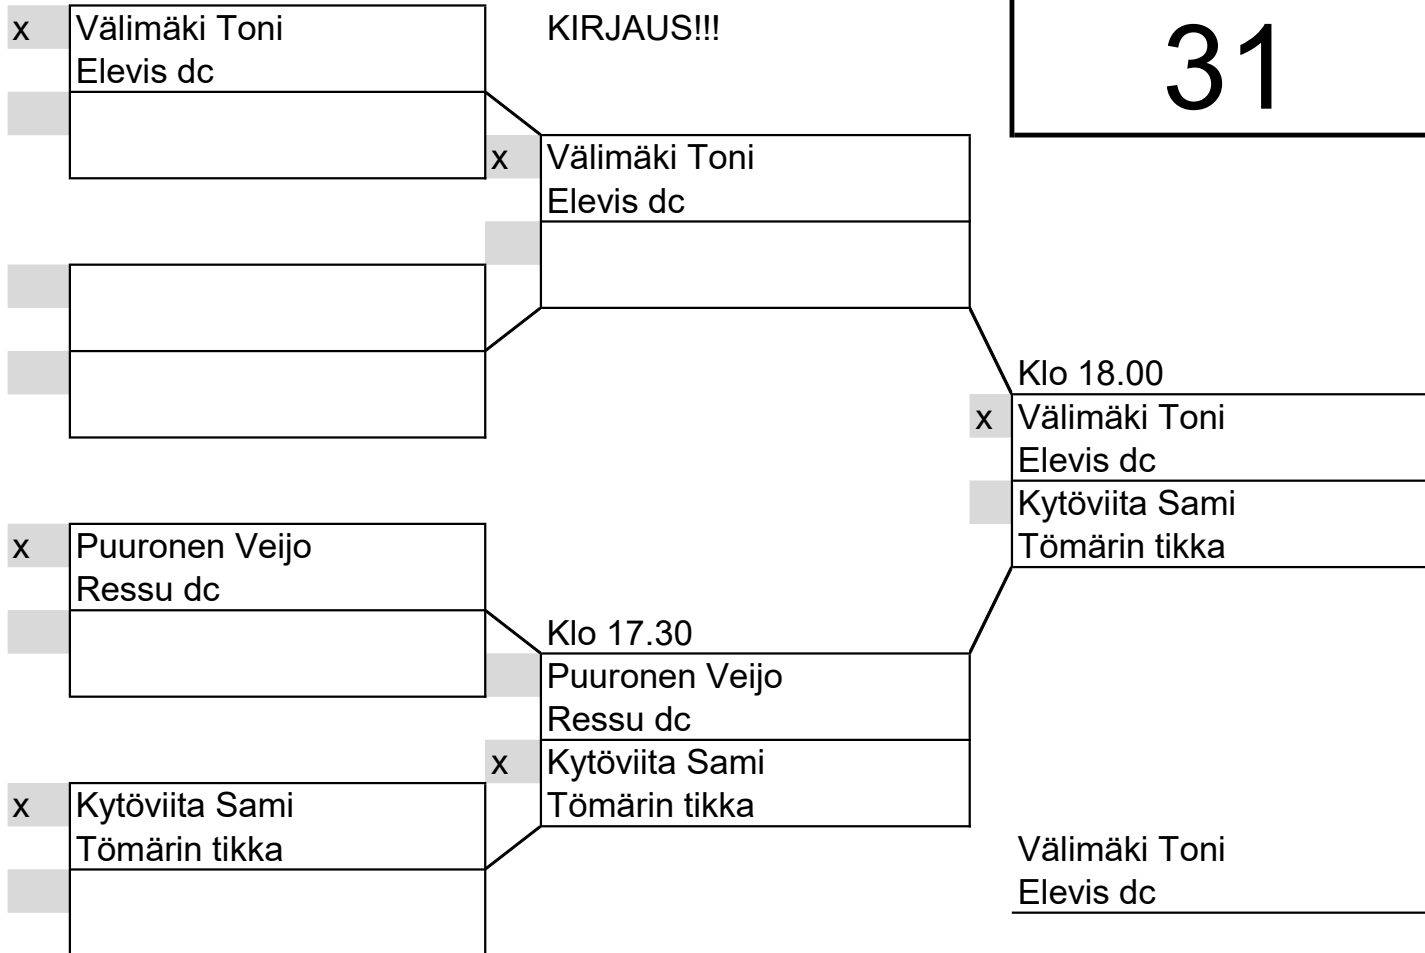 x Välimäki Toni KIRJAUS!!!
Elevis dc
31
x Välimäki Toni
Elevis dc
Klo 18.00
x Välimäki Toni
Elevis dc
Kytöviita Sami
Tömärin tikka
x Puuronen Veijo
Ressu dc
Klo 17.30
Puuronen Veijo
Ressu dc
x Kytöviita Sami
Tömärin tikka
x Kytöviita Sami
Tömärin tikka
Välimäki Toni
Elevis dc